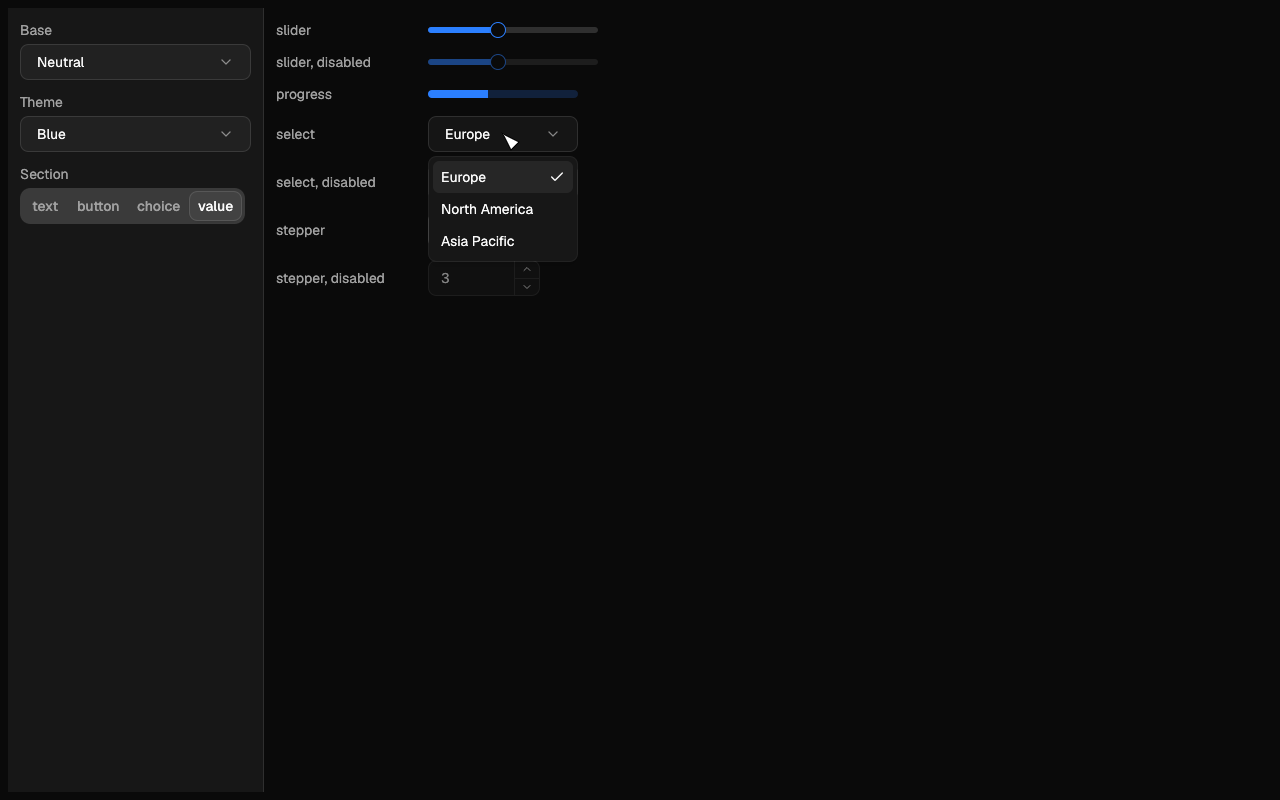 Base
Neutral
Theme
Blue
Section
text button choice value
slider
slider, disabled
progress
select
Europe
Europe
North America
Asia Pacific
select, disabled
stepper
stepper, disabled
3